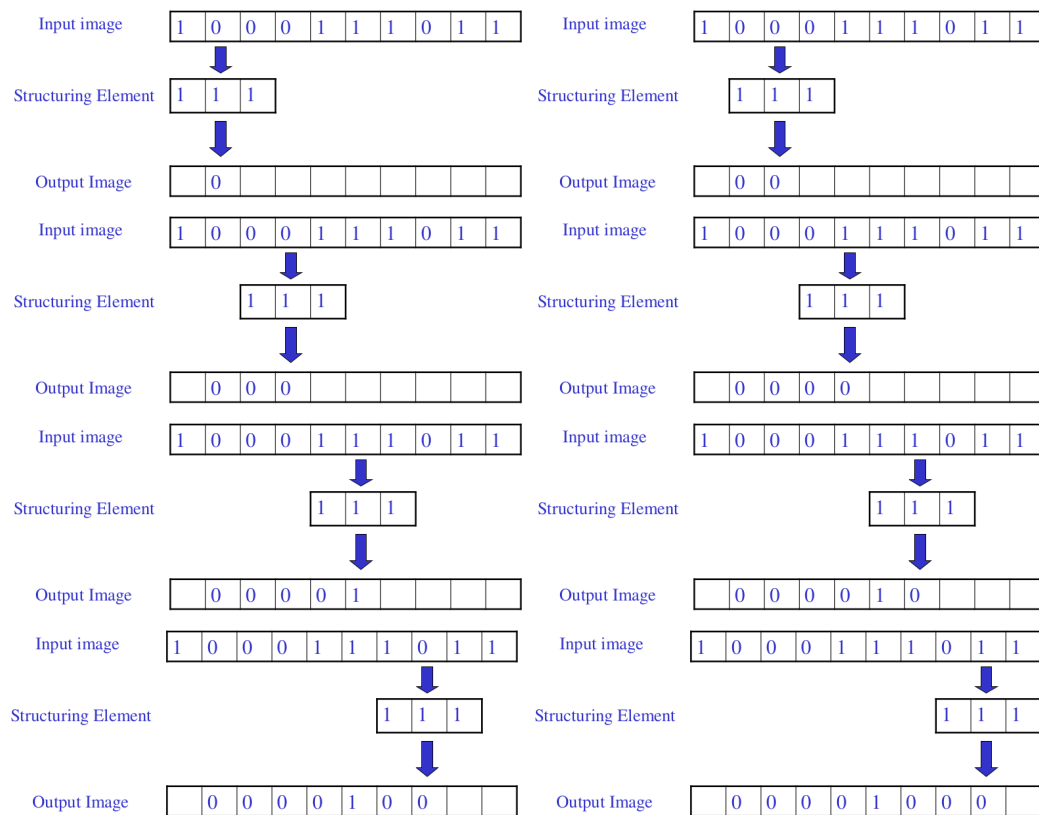 Input image 1 0 0 0 1 1 1 0 1 1
Structuring Element 1 1 1
Output Image 0
Input image 1 0 0 0 1 1 1 0 1 1
Structuring Element 1 1 1
Output Image 0 0
Input image 1 0 0 0 1 1 1 0 1 1
Structuring Element 1 1 1
Output Image 0 0 0
Input image 1 0 0 0 1 1 1 0 1 1
Structuring Element 1 1 1
Output Image 0 0 0 0
Input image 1 0 0 0 1 1 1 0 1 1
Structuring Element 1 1 1
Output Image 0 0 0 0 1
Input image 1 0 0 0 1 1 1 0 1 1
Structuring Element 1 1 1
Output Image 0 0 0 0 1 0
Input image 1 0 0 0 1 1 1 0 1 1
Structuring Element 1 1 1
Output Image 0 0 0 0 1 0 0
Input image 1 0 0 0 1 1 1 0 1 1
Structuring Element 1 1 1
Output Image 0 0 0 0 1 0 0 0